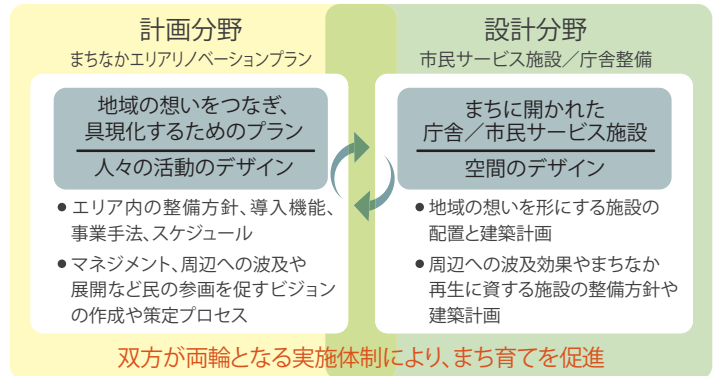 計画分野
まちなかエリアリノベーションプラン
地域の想いをつなぎ、
具現化するためのプラン
人々の活動のデザイン
●エリア内の整備方針、導入機能、
事業手法、スケジュール
●マネジメント、周辺への波及や
展開など民の参画を促すビジョン
の作成や策定プロセス
設計分野
市民サービス施設／庁舎整備
まちに開かれた
庁舎／市民サービス施設
空間のデザイン
●地域の想いを形にする施設の
配置と建築計画
●周辺への波及効果やまちなか
再生に資する施設の整備方針や
建築計画
双方が両輪となる実施体制により、まち育てを促進